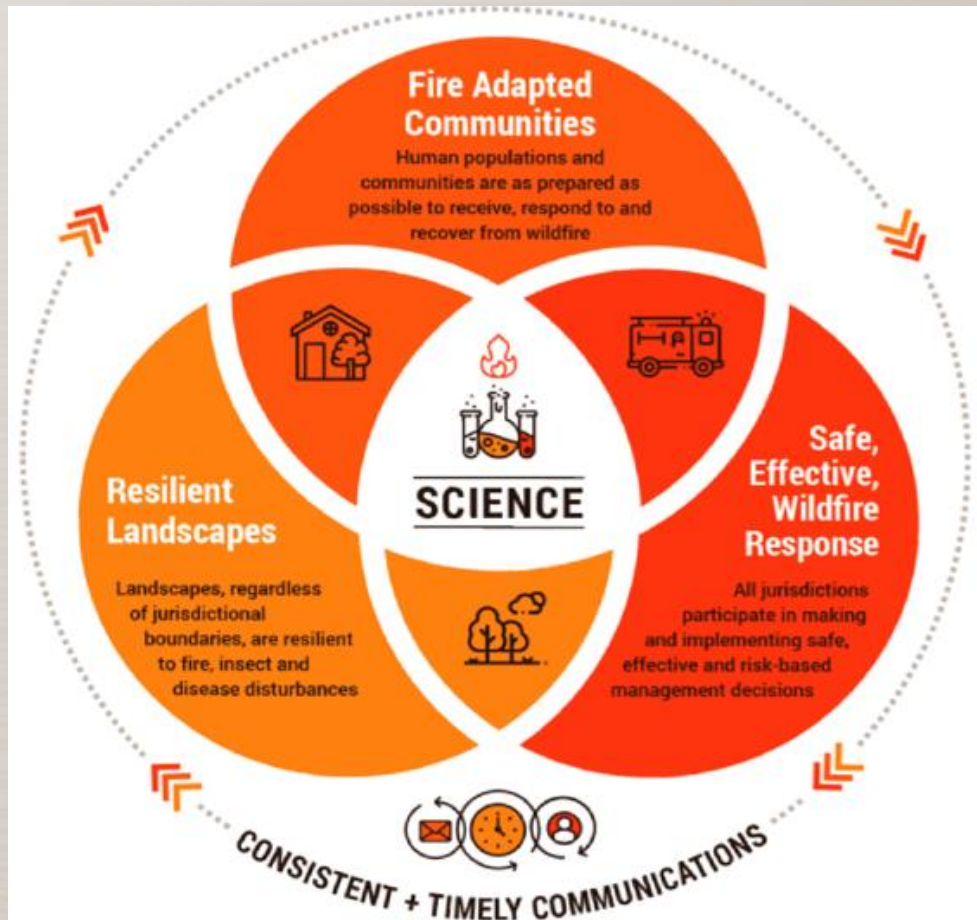 Fire Adapted
Communities
Human populations and
communities are as prepared as
possible to receive, respond to and
recover from wildfire
SCIENCE
Resilient
Landscapes
Landscapes, regardless
of jurisdictional
boundaries, are resilient
to fire, insect and
disease disturbances
Safe,
Effective,
Wildfire
Response
All jurisdictions
participate in making
and implementing safe,
effective and risk-based
management decisions
CONSISTENT + TIMELY COMMUNICATIONS